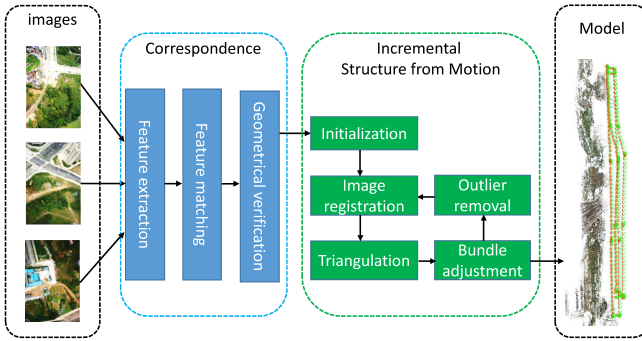 images
Correspondence
Feature extraction
Feature matching
Geometrical verification
Incremental
Structure from Motion
Initialization
Image
registration
Outlier
removal
Triangulation
Bundle
adjustment
Model